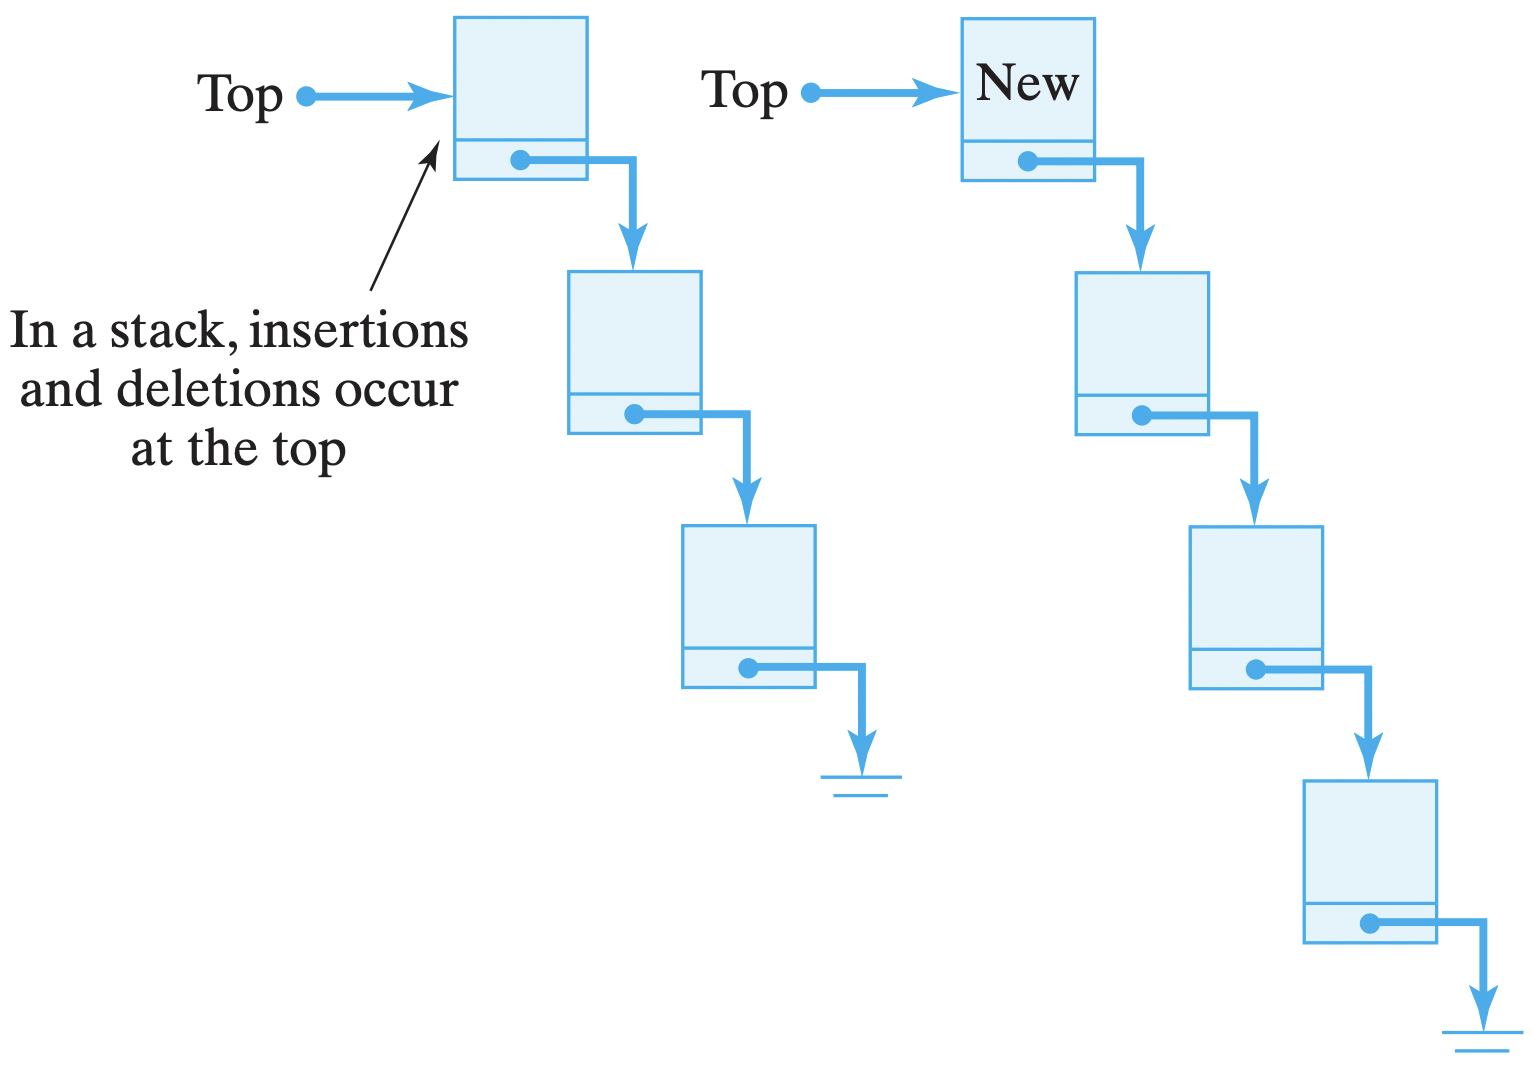 Top
Top
New
In a stack, insertions
and deletions occur
at the top